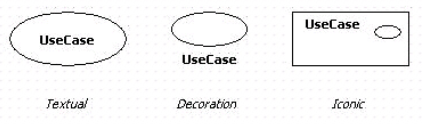 UseCase
UseCase
UseCase
Textual
Decoration
Iconic